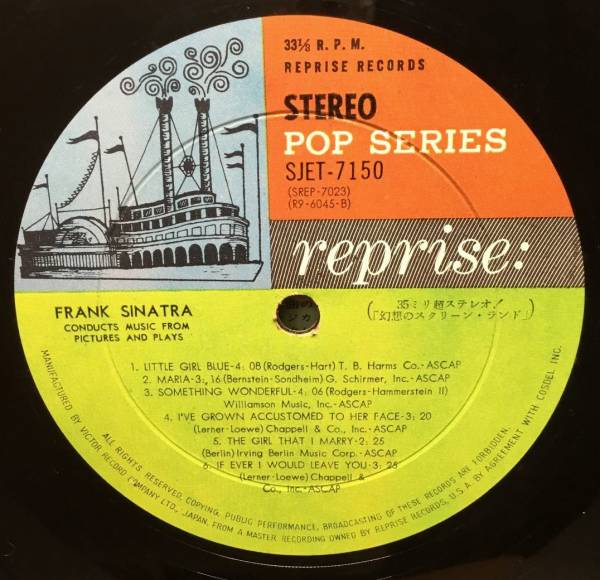 33⅓ R. P. M.
REPRISE RECORDS
STEREO
POP SERIES
SJET-7150
(SREP-7023)
(R9-6045-B)
reprise:
FRANK SINATRA
CONDUCTS MUSIC FROM
PICTURES AND PLAYS
(35ミリ超ステレオ!
「幻想のスクリーン・ランド」)
1. LITTLE GIRL BLUE-4: 08 (Rodgers-Hart) T. B. Harms Co.-ASCAP
2. MARIA-3: 16 (Bernstein-Sondheim) G. Schirmer, Inc.-ASCAP
3. SOMETHING WONDERFUL-4: 06 (Rodgers-Hammerstein II)
Williamson Music, Inc.-ASCAP
4. I'VE GROWN ACCUSTOMED TO HER FACE-3: 20
(Lerner-Loewe) Chappell & Co., Inc.-ASCAP
5. THE GIRL THAT I MARRY-2: 25
(Berlin) Irving Berlin Music Corp.-ASCAP
6. IF EVER I WOULD LEAVE YOU-3: 25
(Lerner-Loewe) Chappell &
Co., Inc.-ASCAP
MANUFACTURED BY VICTOR RECORD COMPANY LTD., JAPAN, FROM A MASTER RECORDING OWNED BY REPRISE RECORDS, U.S.A. BY AGREEMENT WITH COSDEL INC.
ALL RIGHTS RESERVED, COPYING, PUBLIC PERFORMANCE, BROADCASTING OF THESE RECORDS ARE FORBIDDEN.